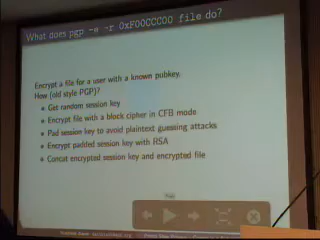 What does pgp -e -r 0xF00CCC00 file do?
Encrypt a file for a user with a known pubkey.
How (old style PGP)?
Get random session key
Encrypt file with a block cipher in CFB mode
Pad session key to avoid plaintext guessing attacks
Encrypt padded session key with RSA
Concat encrypted session key and encrypted file